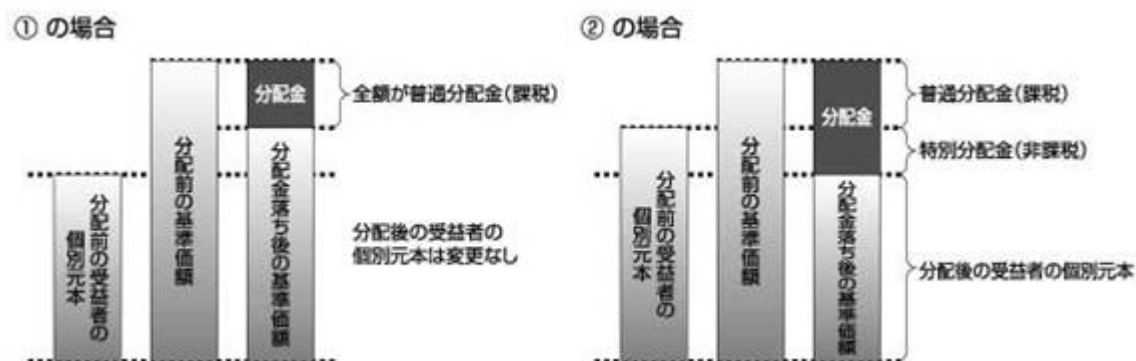 ① の場合
分配前の受益者の
個別元本
分配前の基準価額
分配金
分配金落ち後の基準価額
全額が普通分配金(課税)
分配後の受益者の
個別元本は変更なし
② の場合
分配前の受益者の
個別元本
分配前の基準価額
分配金
分配金落ち後の基準価額
普通分配金(課税)
特別分配金(非課税)
分配後の受益者の個別元本